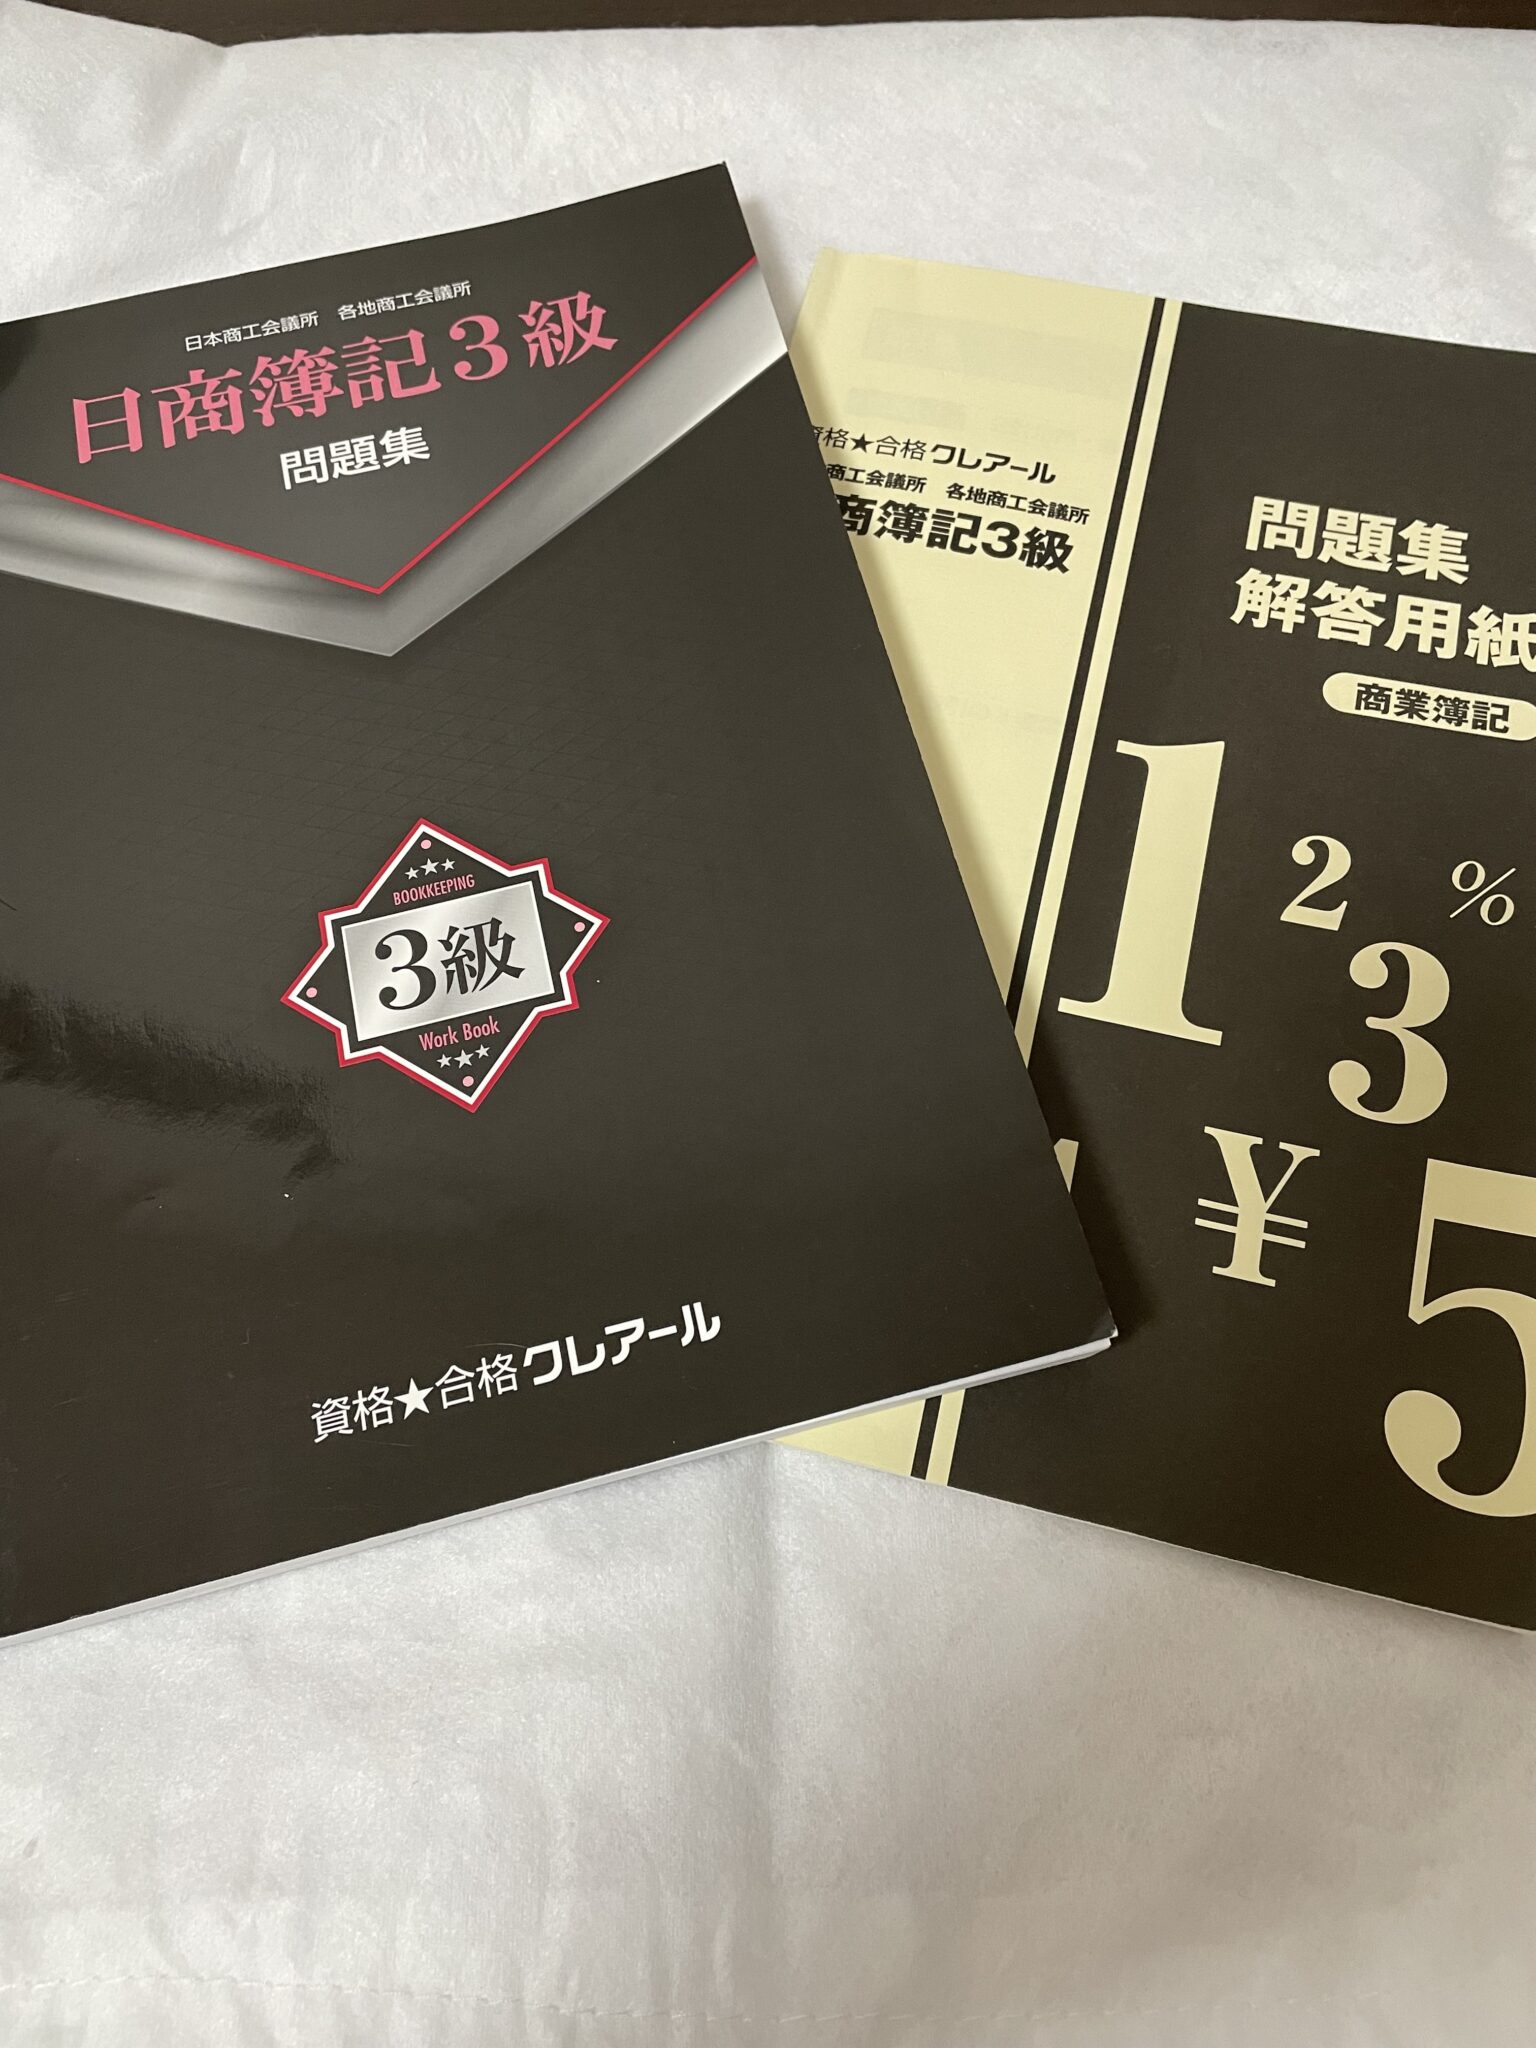 日本商工会議所 各地商工会議所
日商簿記3級
問題集
BOOKKEEPING
3級
Work Book
資格★合格クレアール
格★合格クレアール
商工会議所 各地商工会議所
商簿記3級
問題集
解答用紙
商業簿記
1
2
%
3
¥
5